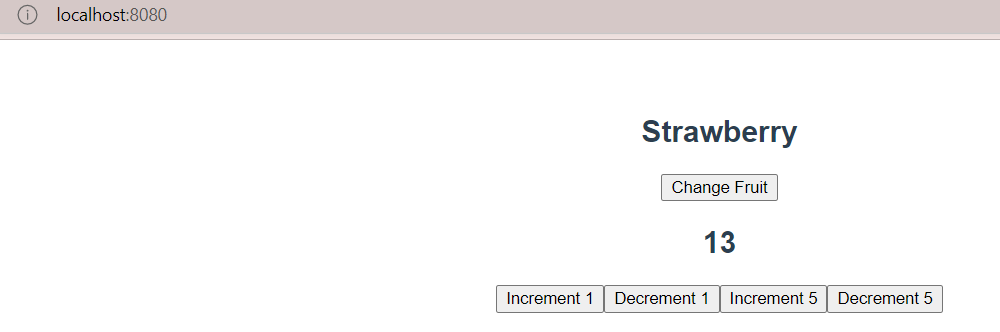 localhost:8080
Strawberry
Change Fruit
13
Increment 1 Decrement 1 Increment 5 Decrement 5